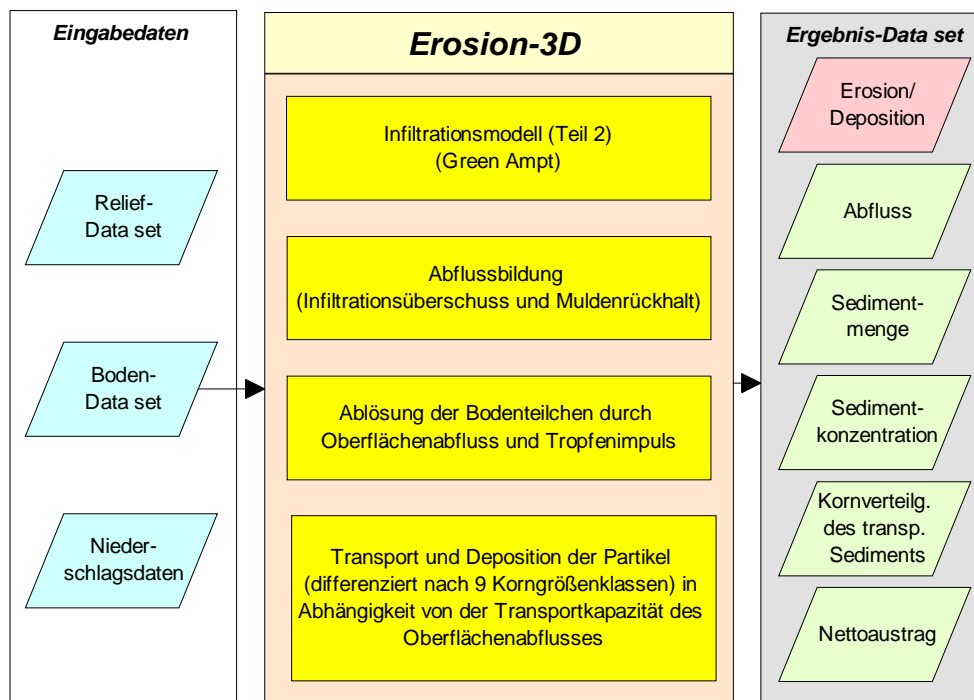 Eingabedaten
Relief-
Data set
Boden-
Data set
Nieder-
schlagsdaten
Erosion-3D
Infiltrationsmodell (Teil 2)
(Green Ampt)
Abflussbildung
(Infiltrationsüberschuss und Muldenrückhalt)
Ablösung der Bodenteilchen durch
Oberflächenabfluss und Tropfenimpuls
Transport und Deposition der Partikel
(differenziert nach 9 Korngrößenklassen) in
Abhängigkeit von der Transportkapazität des
Oberflächenabflusses
Ergebnis-Data set
Erosion/
Deposition
Abfluss
Sediment-
menge
Sediment-
konzentration
Kornverteilg.
des transp.
Sediments
Nettoaustrag